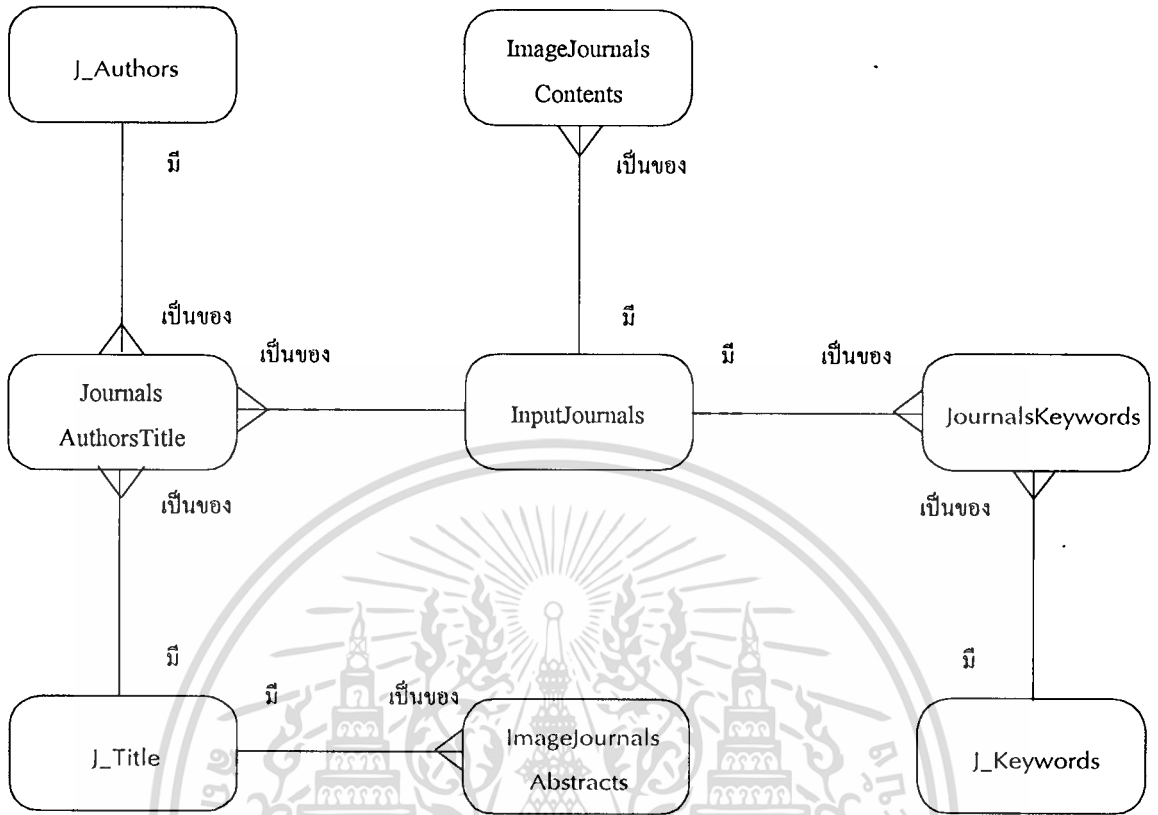 J_Authors
ImageJournals
Contents
มี
เป็นของ
เป็นของ
เป็นของ
มี
มี
เป็นของ
Journals
AuthorsTitle
InputJournals
JournalsKeywords
เป็นของ
เป็นของ
มี
มี
เป็นของ
มี
J_Title
ImageJournals
Abstracts
J_Keywords